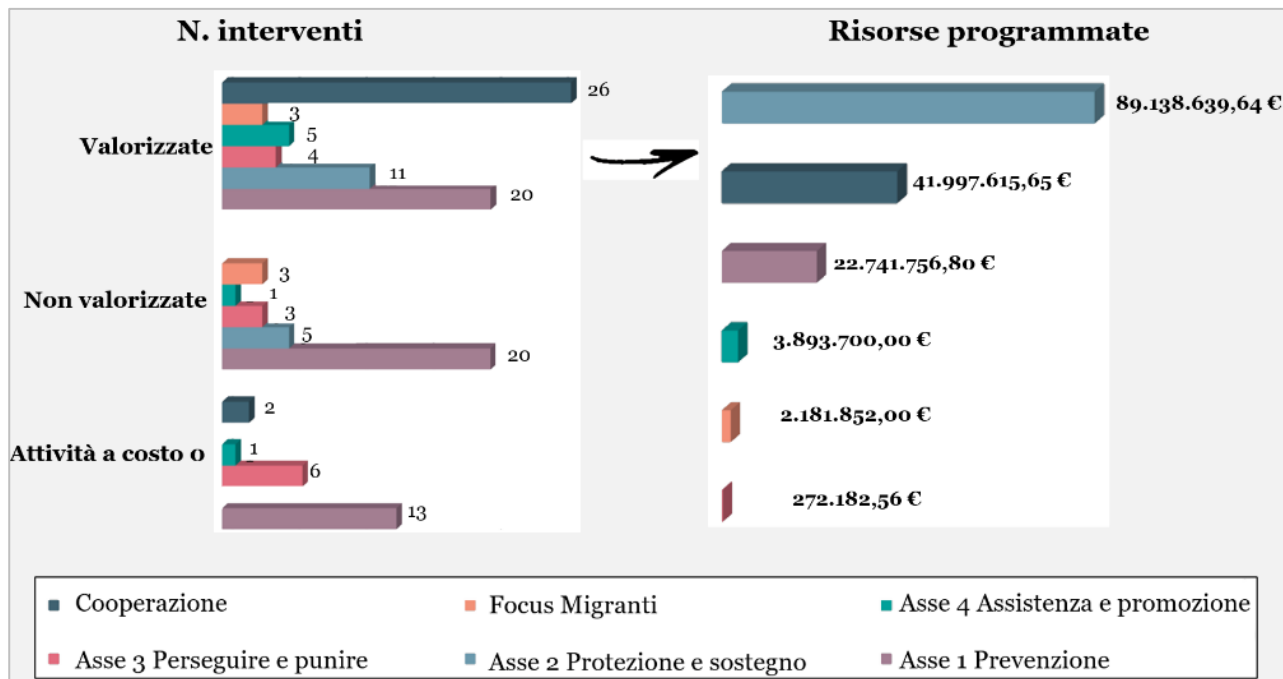 N. interventi
Risorse programmate
Valorizzate
26
3
5
4
11
20
Non valorizzate
3
1
3
5
20
Attività a costo 0
2
1
6
13
89.138.639,64 €
41.997.615,65 €
22.741.756,80 €
3.893.700,00 €
2.181.852,00 €
272.182,56 €
Cooperazione
Focus Migranti
Asse 4 Assistenza e promozione
Asse 3 Perseguire e punire
Asse 2 Protezione e sostegno
Asse 1 Prevenzione